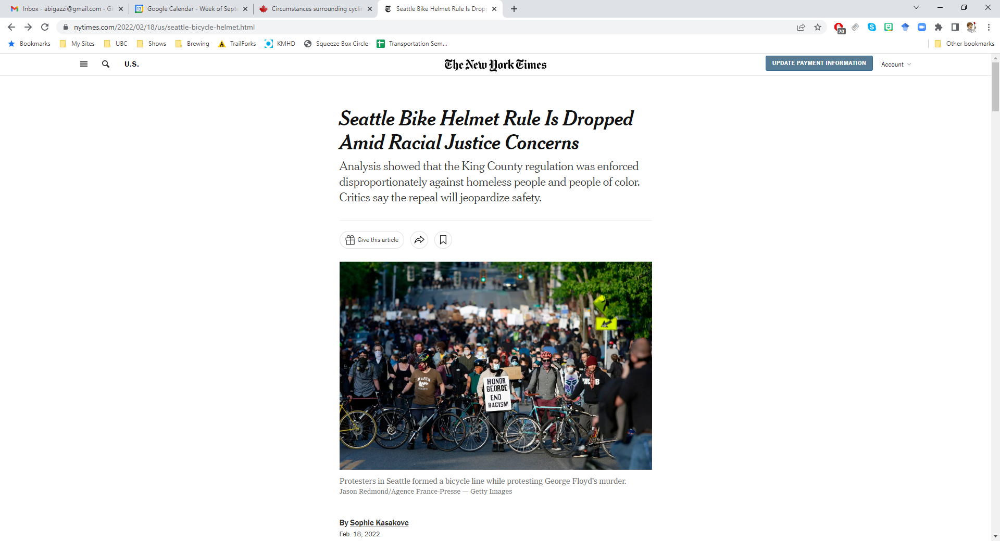 Inbox - abigazzi@gmail.com - Gr
Google Calendar - Week of Septe
Circumstances surrounding cyclin
Seattle Bike Helmet Rule Is Dropp
nytimes.com/2022/02/18/us/seattle-bicycle-helmet.html
20
Bookmarks
My Sites
UBC
Shows
Brewing
TrailForks
KMHD
Squeeze Box Circle
Transportation Sem...
Other bookmarks
U.S.
The New York Times
UPDATE PAYMENT INFORMATION
Account
Seattle Bike Helmet Rule Is Dropped
Amid Racial Justice Concerns
Analysis showed that the King County regulation was enforced
disproportionately against homeless people and people of color.
Critics say the repeal will jeopardize safety.
Give this article
HONOR
GEORGE:
END
RACISM!
Protesters in Seattle formed a bicycle line while protesting George Floyd's murder.
Jason Redmond/Agence France-Presse — Getty Images
By Sophie Kasakove
Feb. 18, 2022